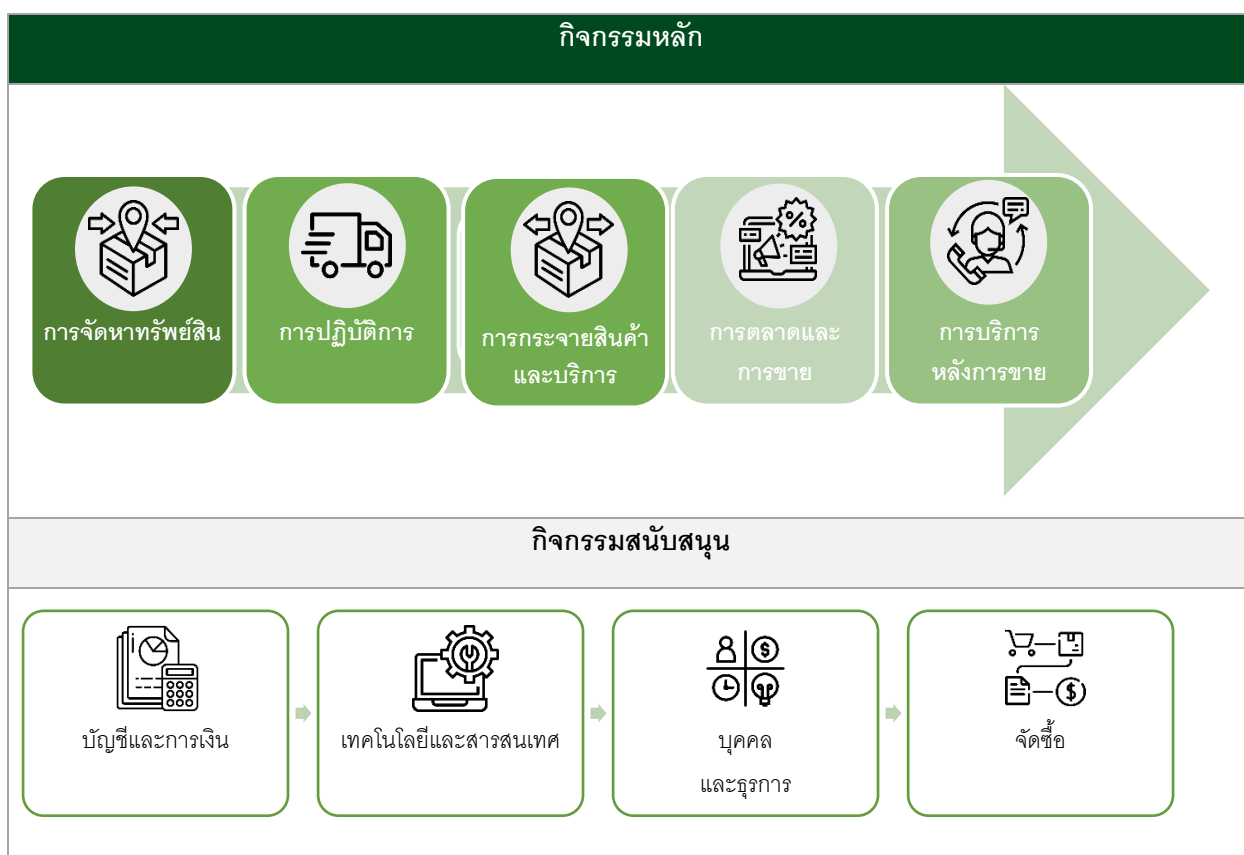 กิจกรรมหลัก
การจัดหาทรัพย์สิน
การปฏิบัติการ
การกระจายสินค้า
และบริการ
การตลาดและ
การขาย
การบริการ
หลังการขาย
กิจกรรมสนับสนุน
บัญชีและการเงิน
เทคโนโลยีและสารสนเทศ
บุคคล
และธุรการ
จัดซื้อ